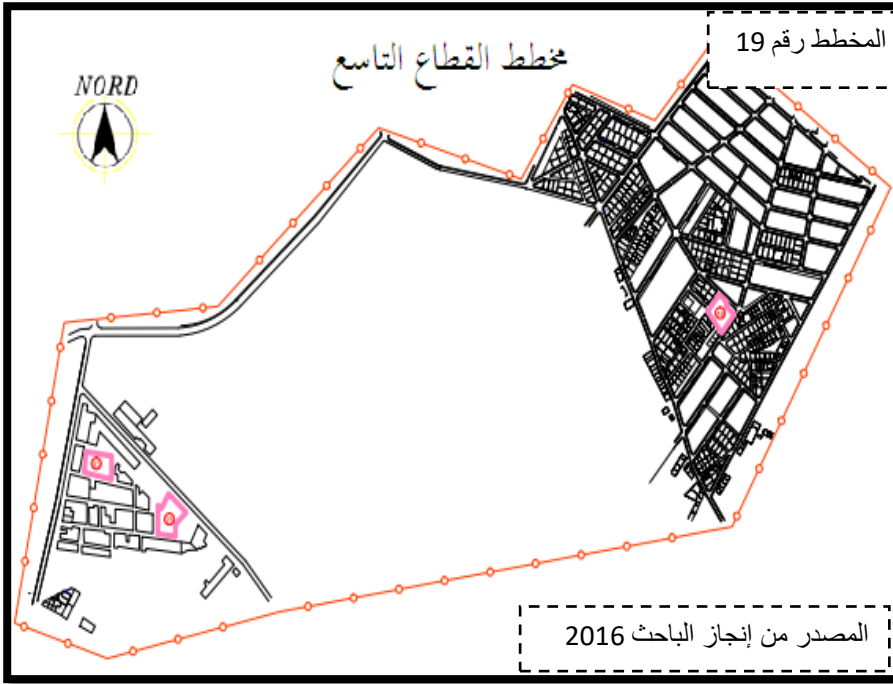 المخطط رقم 19
مخطط القطاع التاسع
NORD
المصدر من إنجاز الباحث 2016